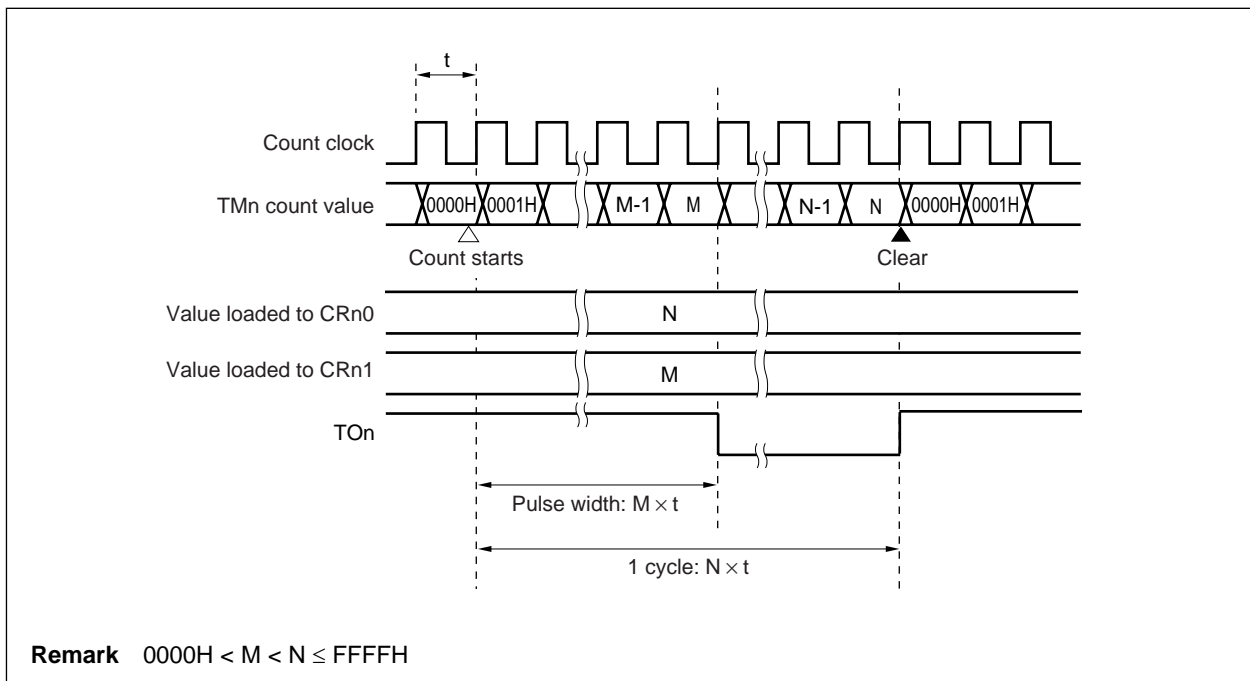 t
Count clock
TMn count value 0000H 0001H M-1 M N-1 N 0000H 0001H
Count starts Clear
Value loaded to CRn0 N
Value loaded to CRn1 M
TOn
Pulse width: M × t
1 cycle: N × t
Remark 0000H < M < N ≤ FFFFH